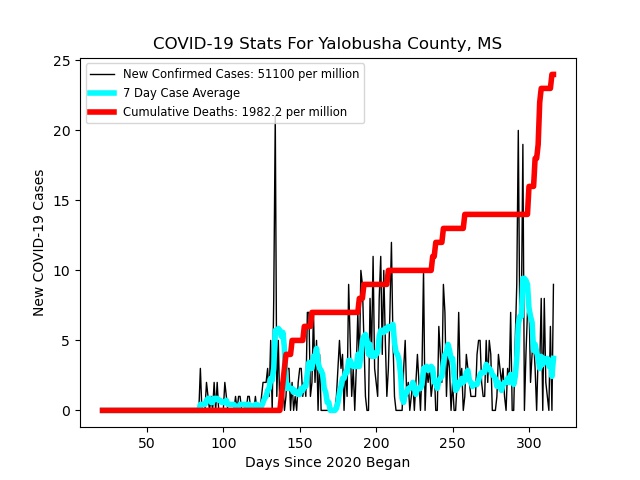 COVID-19 Stats For Yalobusha County, MS
New Confirmed Cases: 51100 per million
7 Day Case Average
Cumulative Deaths: 1982.2 per million
New COVID-19 Cases
25
20
15
10
5
0
50
100
150
200
250
300
Days Since 2020 Began